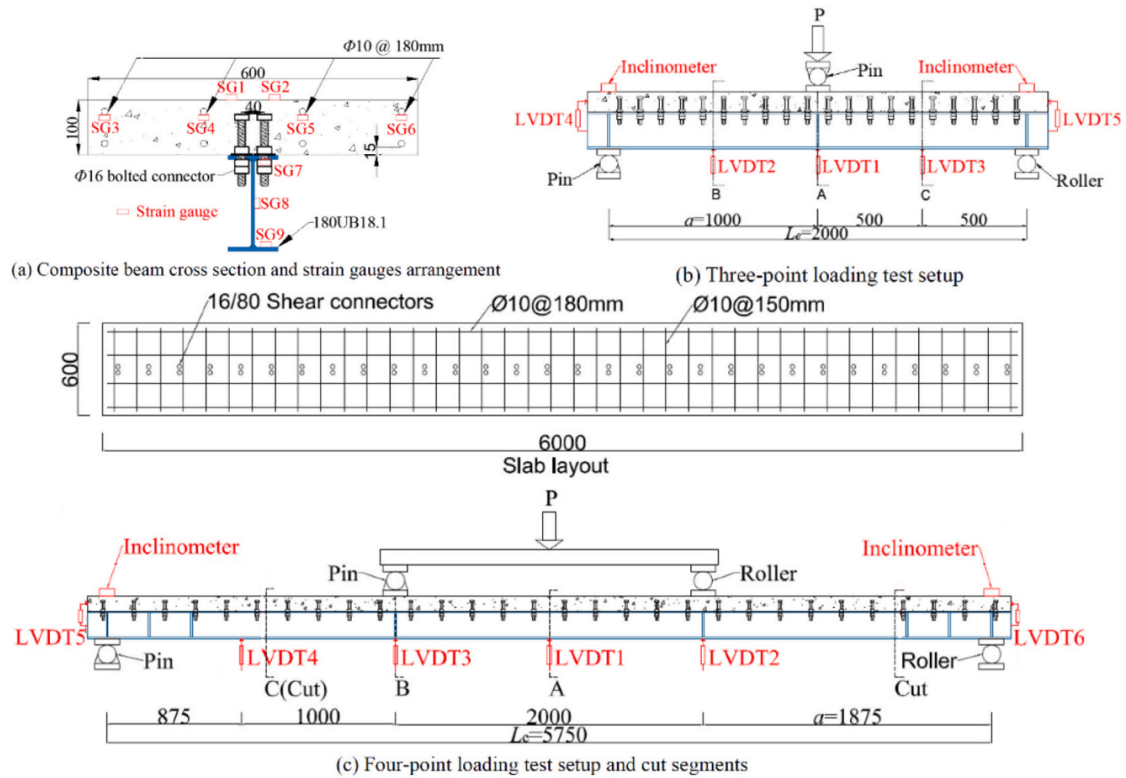 Φ10 @ 180mm
600
SG1 SG2
40
100
SG3 SG4 SG5 SG6
15
SG7
Φ16 bolted connector
SG8
Strain gauge
SG9
180UB18.1
(a) Composite beam cross section and strain gauges arrangement
P
Pin
Inclinometer Inclinometer
LVDT4 LVDT5
Pin LVDT2 LVDT1 LVDT3 Roller
B A C
a=1000 500 500
Le=2000
(b) Three-point loading test setup
16/80 Shear connectors Ø10@180mm Ø10@150mm
600
6000
Slab layout
P
Inclinometer Inclinometer
Pin Roller
LVDT5 LVDT6
Pin LVDT4 LVDT3 LVDT1 LVDT2 Roller
C(Cut) B A Cut
875 1000 2000 a=1875
Le=5750
(c) Four-point loading test setup and cut segments